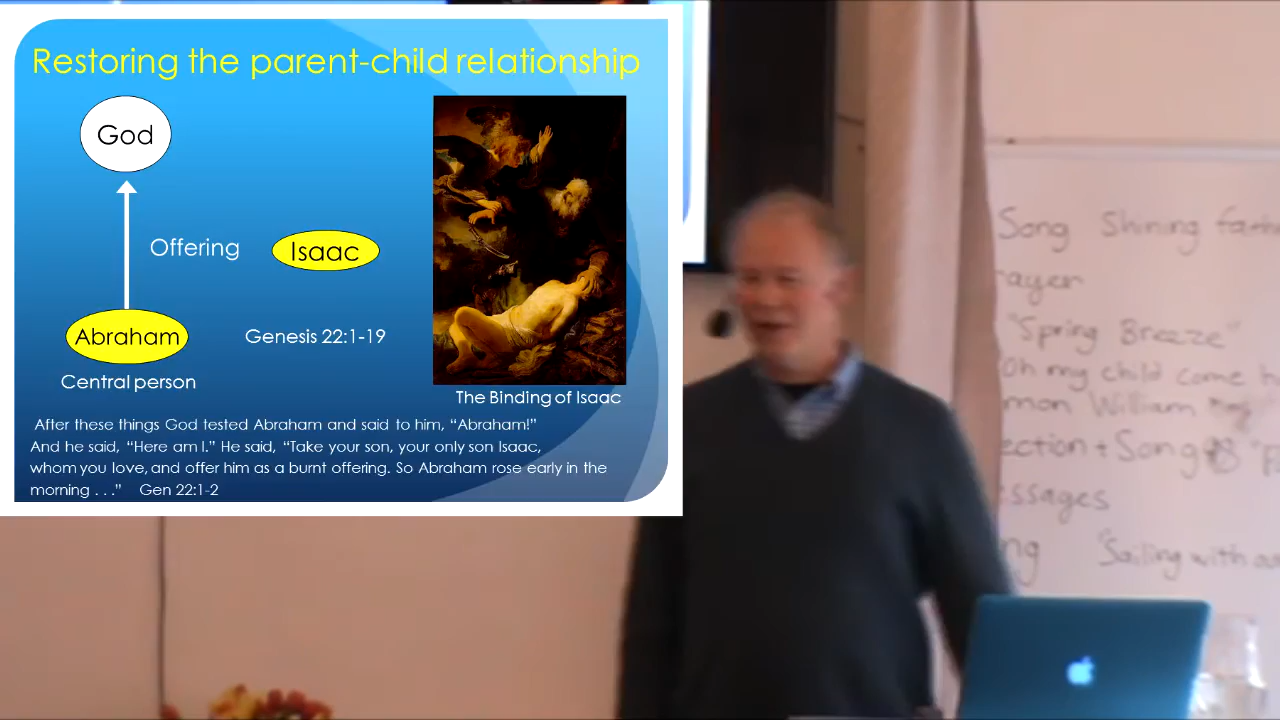 Restoring the parent-child relationship
God
Offering
Isaac
Abraham
Genesis 22:1-19
Central person
The Binding of Isaac
After these things God tested Abraham and said to him, “Abraham!”
And he said, “Here am I.” He said, “Take your son, your only son Isaac,
whom you love, and offer him as a burnt offering. So Abraham rose early in the
morning . . .”    Gen 22:1-2
Song Shining
"Spring Breeze"
Oh my child come
William
Song
"Sailing with